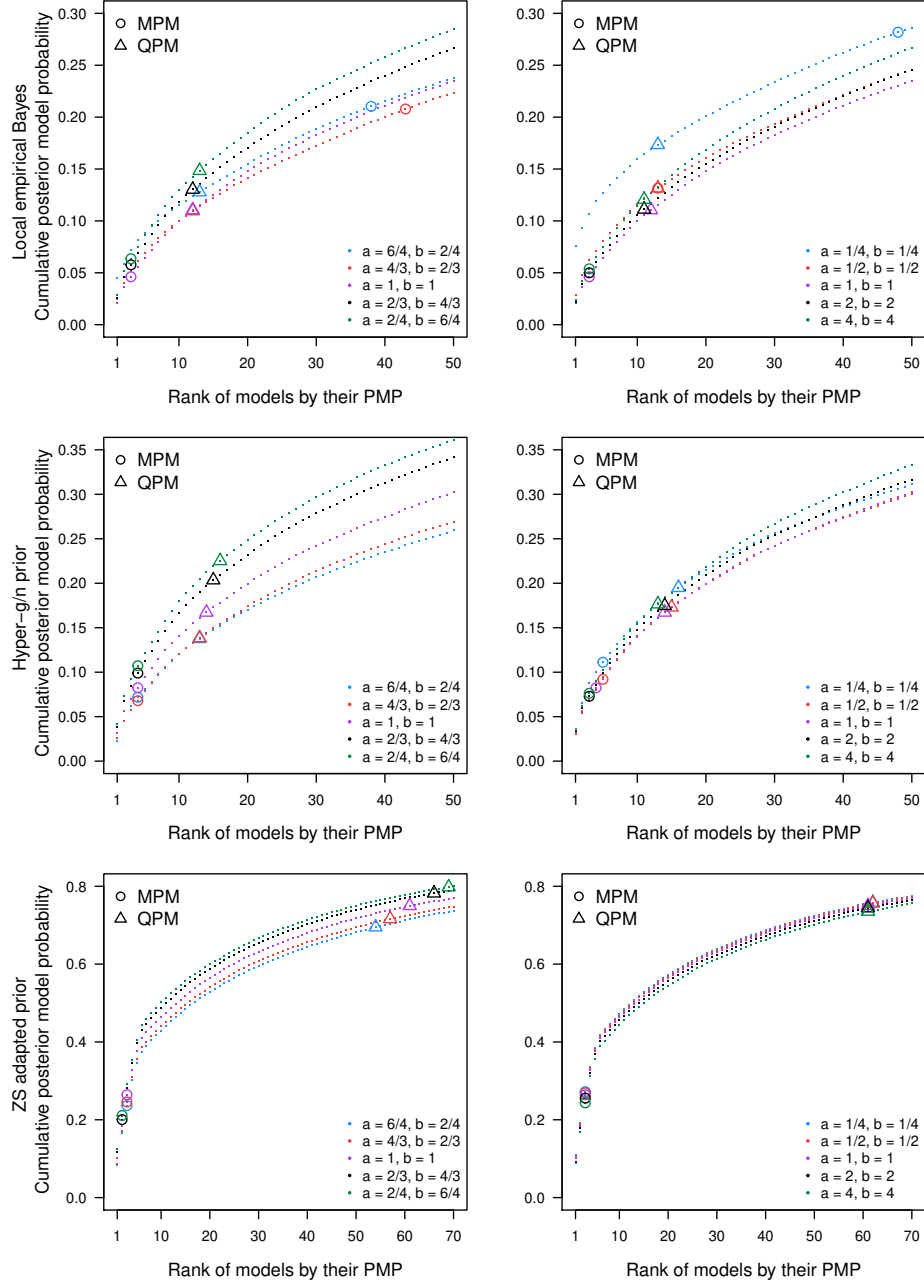 Local empirical Bayes
Cumulative posterior model probability
0.30
0.25
0.20
0.15
0.10
0.05
0.00
MPM
QPM
a = 6/4, b = 2/4
a = 4/3, b = 2/3
a = 1, b = 1
a = 2/3, b = 4/3
a = 2/4, b = 6/4
1 10 20 30 40 50
Rank of models by their PMP
0.30
0.25
0.20
0.15
0.10
0.05
0.00
MPM
QPM
a = 1/4, b = 1/4
a = 1/2, b = 1/2
a = 1, b = 1
a = 2, b = 2
a = 4, b = 4
1 10 20 30 40 50
Rank of models by their PMP
Hyper-g/n prior
Cumulative posterior model probability
0.35
0.30
0.25
0.20
0.15
0.10
0.05
0.00
MPM
QPM
a = 6/4, b = 2/4
a = 4/3, b = 2/3
a = 1, b = 1
a = 2/3, b = 4/3
a = 2/4, b = 6/4
1 10 20 30 40 50
Rank of models by their PMP
0.35
0.30
0.25
0.20
0.15
0.10
0.05
0.00
MPM
QPM
a = 1/4, b = 1/4
a = 1/2, b = 1/2
a = 1, b = 1
a = 2, b = 2
a = 4, b = 4
1 10 20 30 40 50
Rank of models by their PMP
ZS adapted prior
Cumulative posterior model probability
0.8
0.6
0.4
0.2
0.0
MPM
QPM
a = 6/4, b = 2/4
a = 4/3, b = 2/3
a = 1, b = 1
a = 2/3, b = 4/3
a = 2/4, b = 6/4
1 10 20 30 40 50 60 70
Rank of models by their PMP
0.8
0.6
0.4
0.2
0.0
MPM
QPM
a = 1/4, b = 1/4
a = 1/2, b = 1/2
a = 1, b = 1
a = 2, b = 2
a = 4, b = 4
1 10 20 30 40 50 60 70
Rank of models by their PMP